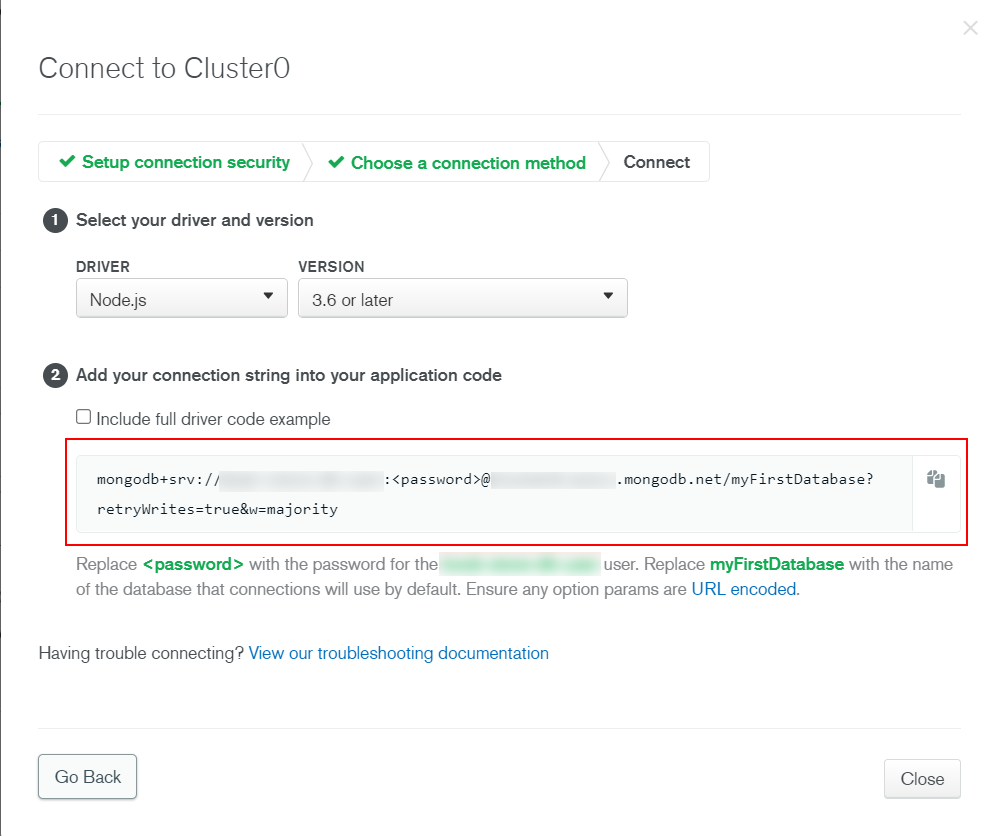 Connect to Cluster0
Setup connection security
Choose a connection method
Connect
1 Select your driver and version
DRIVER VERSION
Node.js 3.6 or later
2 Add your connection string into your application code
Include full driver code example
mongodb+srv:// :<password>@ .mongodb.net/myFirstDatabase?
retryWrites=true&w=majority
Replace <password> with the password for the user. Replace myFirstDatabase with the name
of the database that connections will use by default. Ensure any option params are URL encoded.
Having trouble connecting? View our troubleshooting documentation
Go Back Close